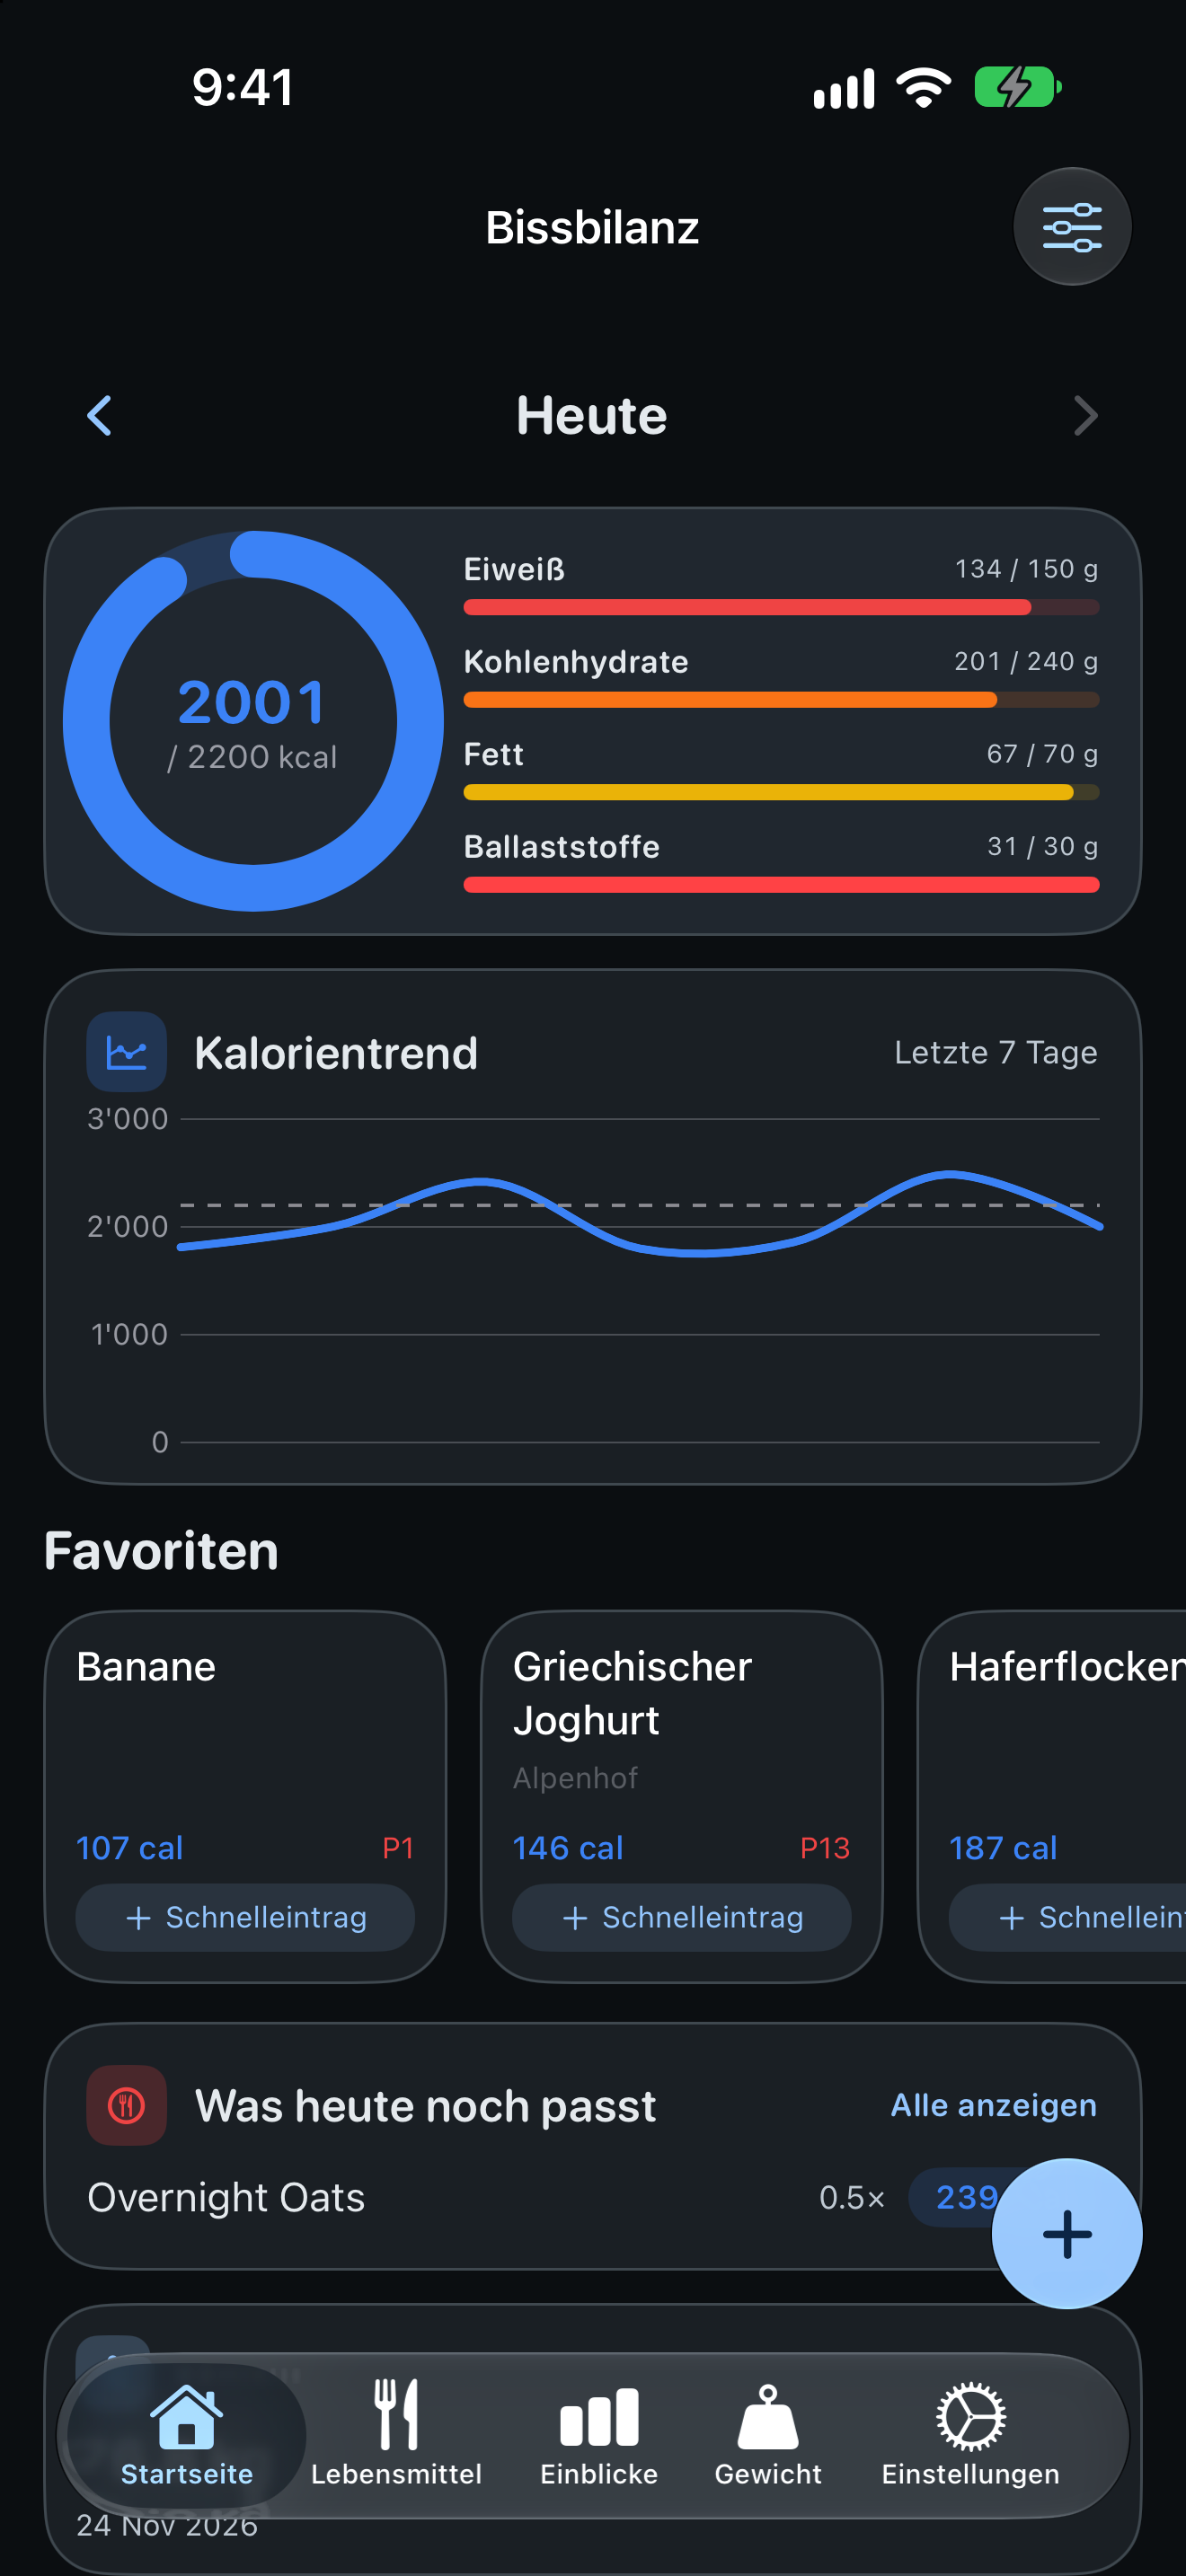 9:41
Bissbilanz
Heute
2001
/ 2200 kcal
Eiweiß
134 / 150 g
Kohlenhydrate
201 / 240 g
Fett
67 / 70 g
Ballaststoffe
31 / 30 g
Kalorientrend
Letzte 7 Tage
3'000
2'000
1'000
0
Favoriten
Banane
107 cal
P1
+ Schnelleintrag
Griechischer
Joghurt
Alpenhof
146 cal
P13
+ Schnelleintrag
Haferflocken
187 cal
+ Schnellein
Was heute noch passt
Alle anzeigen
Overnight Oats
0.5×
239
+
Startseite
Lebensmittel
Einblicke
Gewicht
Einstellungen
24 Nov 2026